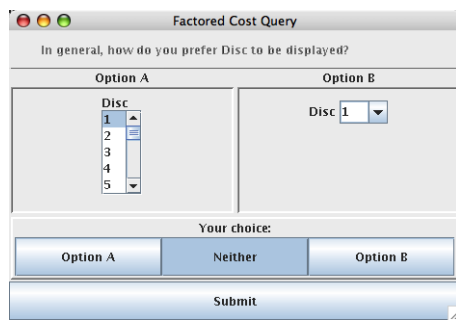 Factored Cost Query
In general, how do you prefer Disc to be displayed?
Option A Option B
Disc
1
2
3
4
5
Disc 1
Your choice:
Option A Neither Option B
Submit